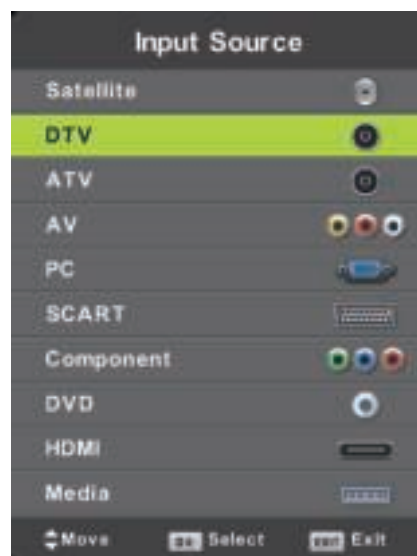 Input Source
Satellite
DTV
ATV
AV
PC
SCART
Component
DVD
HDMI
Media
Move Select Exit